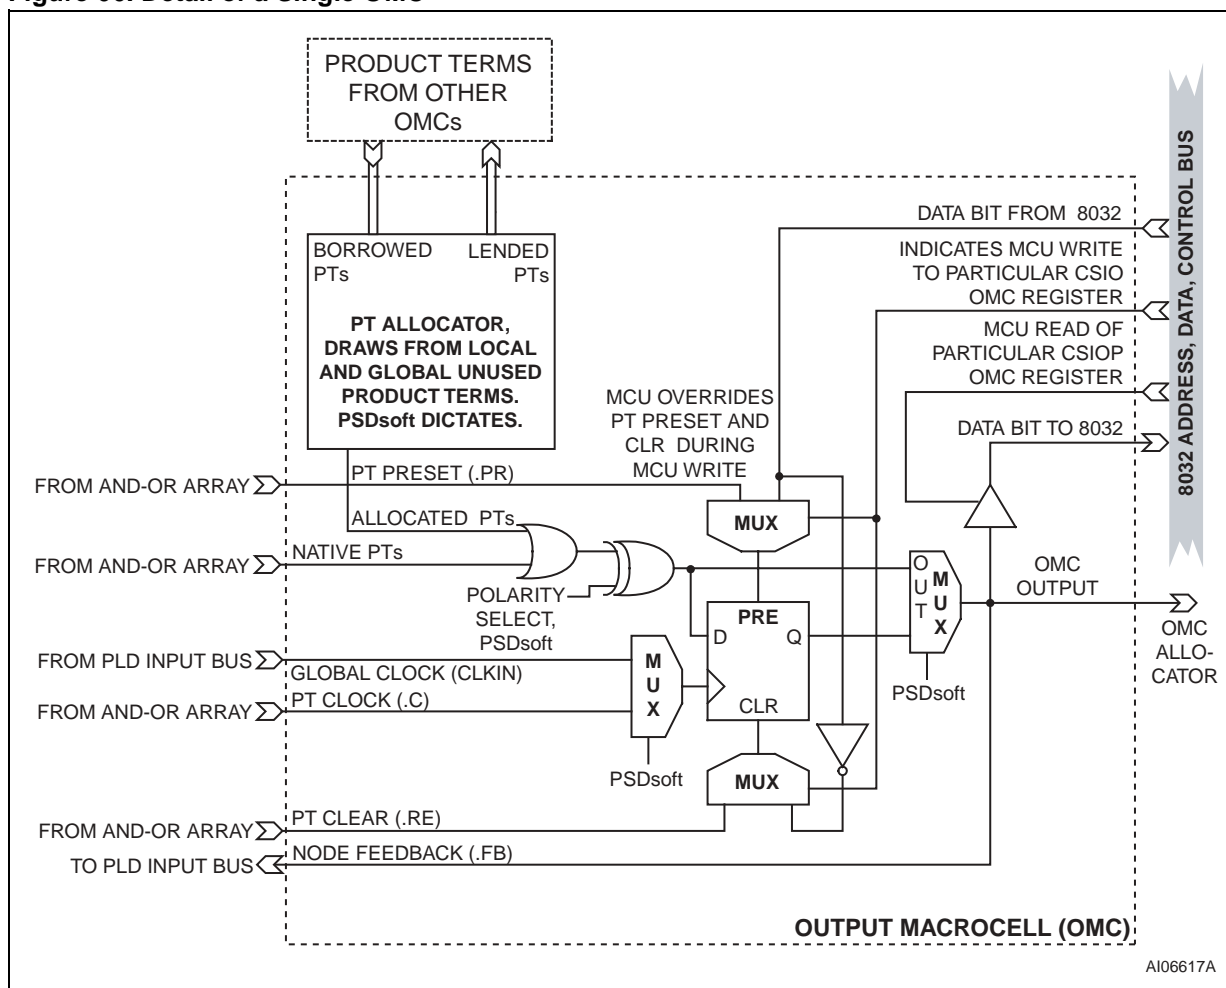 PRODUCT TERMS
FROM OTHER
OMCs
8032 ADDRESS, DATA, CONTROL BUS
DATA BIT FROM 8032
INDICATES MCU WRITE
TO PARTICULAR CSIO
OMC REGISTER
MCU READ OF
PARTICULAR CSIOP
OMC REGISTER
DATA BIT TO 8032
BORROWED
PTs
LENDED
PTs
PT ALLOCATOR,
DRAWS FROM LOCAL
AND GLOBAL UNUSED
PRODUCT TERMS.
PSDsoft DICTATES.
MCU OVERRIDES
PT PRESET AND
CLR DURING
MCU WRITE
FROM AND-OR ARRAY
PT PRESET (.PR)
ALLOCATED PTs
MUX
FROM AND-OR ARRAY
NATIVE PTs
POLARITY
SELECT,
PSDsoft
PRE
D
Q
CLR
OUT
MUX
PSDsoft
OMC
OUTPUT
OMC
ALLO-
CATOR
FROM PLD INPUT BUS
GLOBAL CLOCK (CLKIN)
FROM AND-OR ARRAY
PT CLOCK (.C)
MUX
PSDsoft
MUX
FROM AND-OR ARRAY
PT CLEAR (.RE)
TO PLD INPUT BUS
NODE FEEDBACK (.FB)
OUTPUT MACROCELL (OMC)
AI06617A